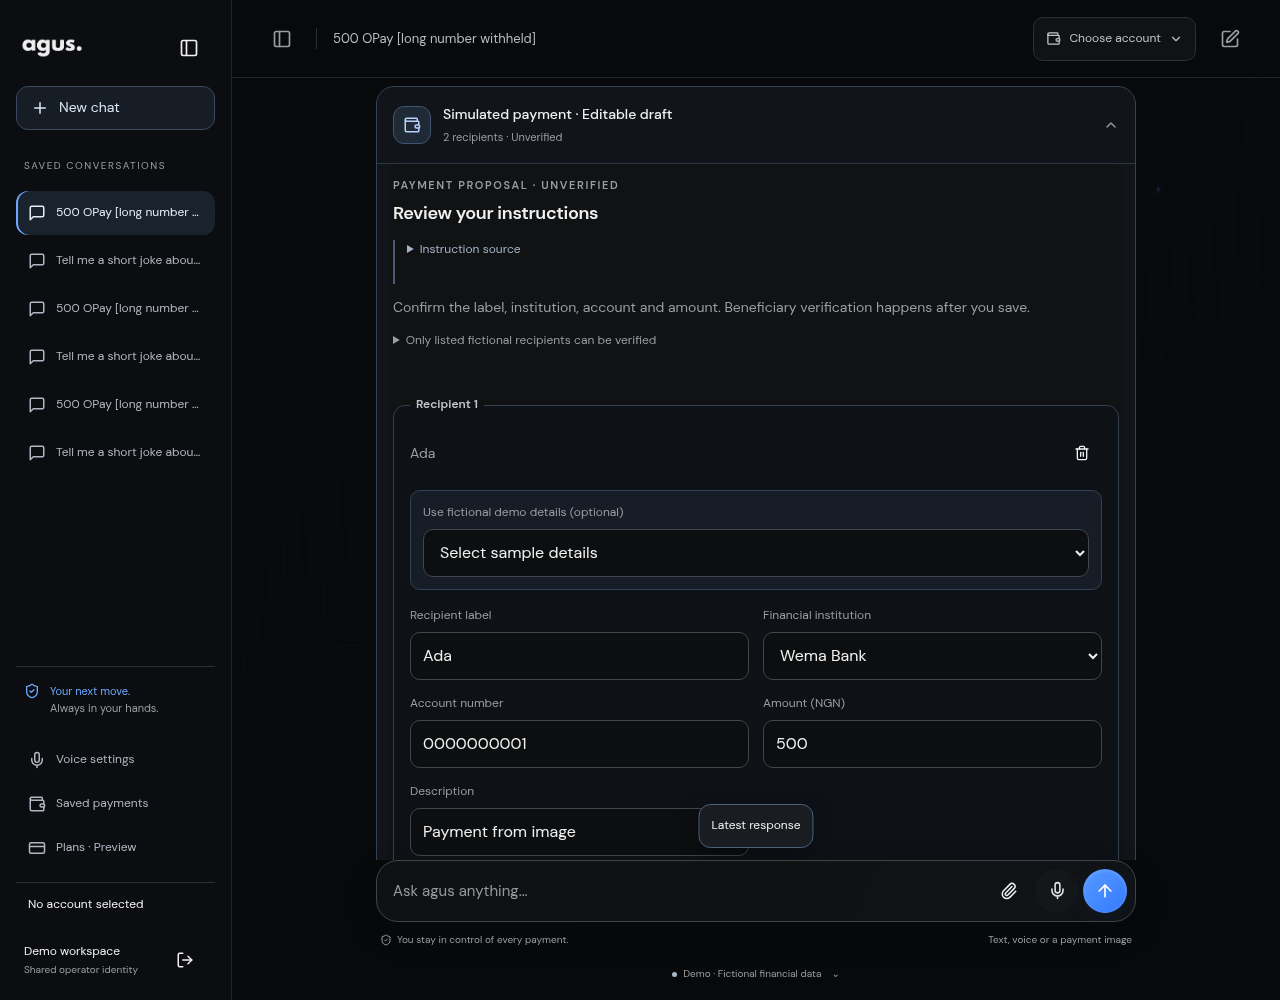 agus.
New chat
SAVED CONVERSATIONS
500 OPay [long number ...
Tell me a short joke abou...
500 OPay [long number ...
Tell me a short joke abou...
500 OPay [long number ...
Tell me a short joke abou...
Your next move.
Always in your hands.
Voice settings
Saved payments
Plans · Preview
No account selected
Demo workspace
Shared operator identity
500 OPay [long number withheld]
Choose account
Simulated payment · Editable draft
2 recipients · Unverified
PAYMENT PROPOSAL · UNVERIFIED
Review your instructions
Instruction source
Confirm the label, institution, account and amount. Beneficiary verification happens after you save.
Only listed fictional recipients can be verified
Recipient 1
Ada
Use fictional demo details (optional)
Select sample details
Recipient label
Financial institution
Ada
Wema Bank
Account number
Amount (NGN)
0000000001
500
Description
Payment from image
Latest response
Ask agus anything...
You stay in control of every payment.
Text, voice or a payment image
Demo · Fictional financial data